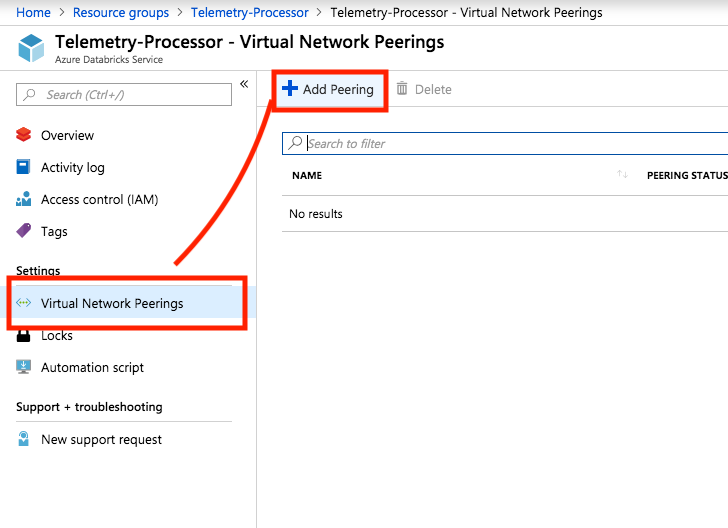 Home > Resource groups > Telemetry-Processor > Telemetry-Processor - Virtual Network Peerings
Telemetry-Processor - Virtual Network Peerings
Azure Databricks Service
Search (Ctrl+/)
Overview
Activity log
Access control (IAM)
Tags
Settings
Virtual Network Peerings
Locks
Automation script
Support + troubleshooting
New support request
Add Peering Delete
Search to filter
NAME PEERING STATUS
No results